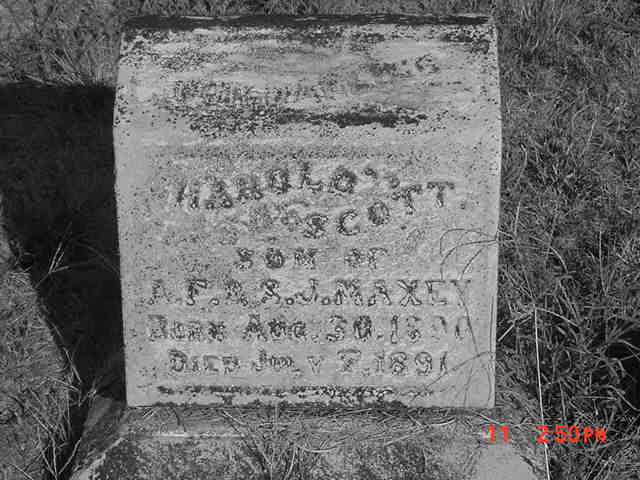 HAROLD
SCOTT
SON OF
A.F. & S.J. MAXEY
BORN AUG. 30, 1890
DIED JULY 7, 1891
11 2:50PM